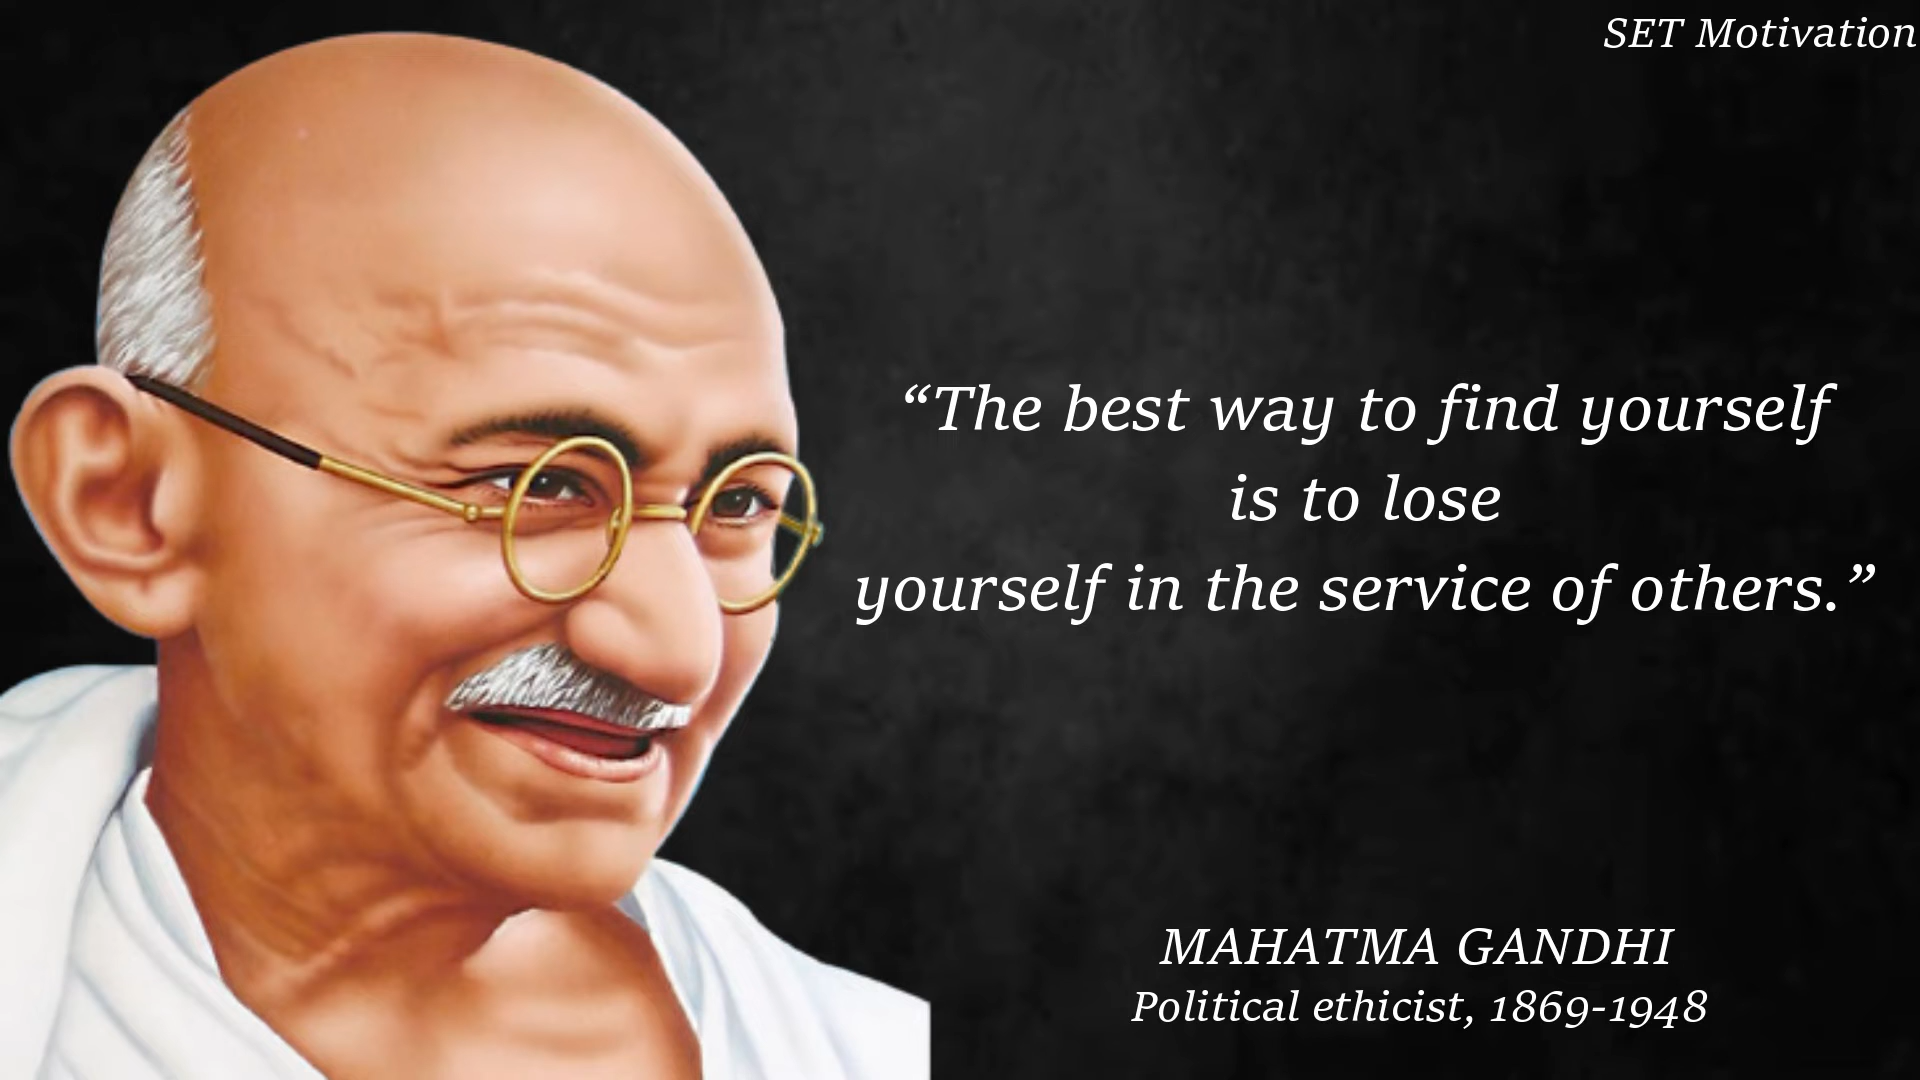 SET Motivation
“The best way to find yourself
is to lose
yourself in the service of others.”
MAHATMA GANDHI
Political ethicist, 1869-1948